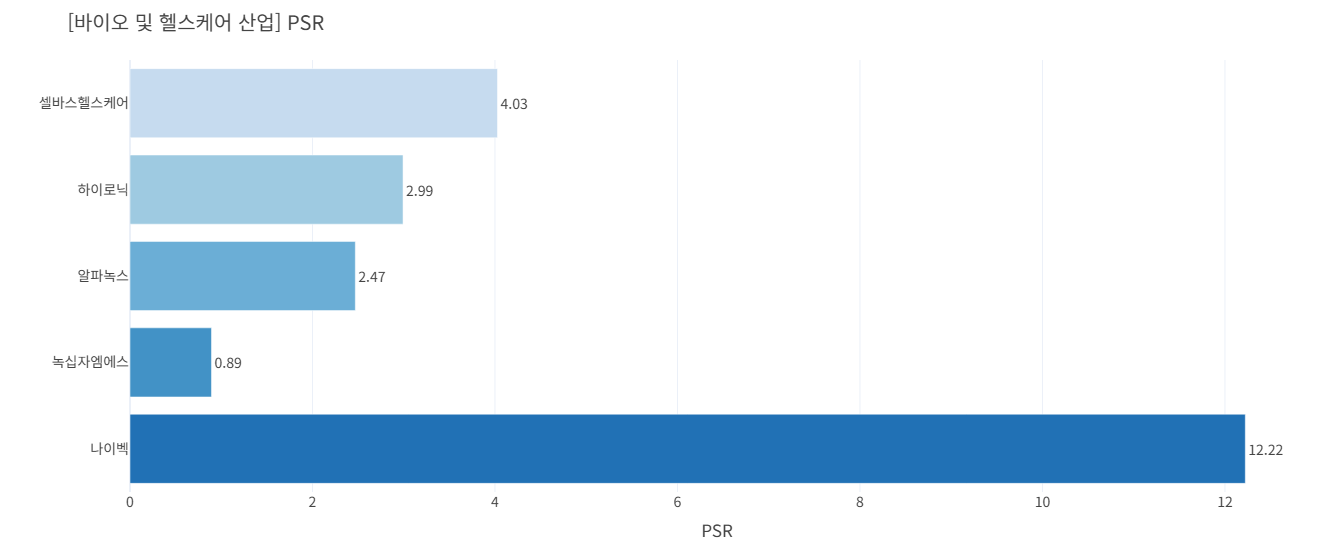 [바이오 및 헬스케어 산업] PSR
셀바스헬스케어
4.03
하이로닉
2.99
알파녹스
2.47
녹십자엠에스
0.89
나이벡
12.22
0 2 4 6 8 10 12
PSR